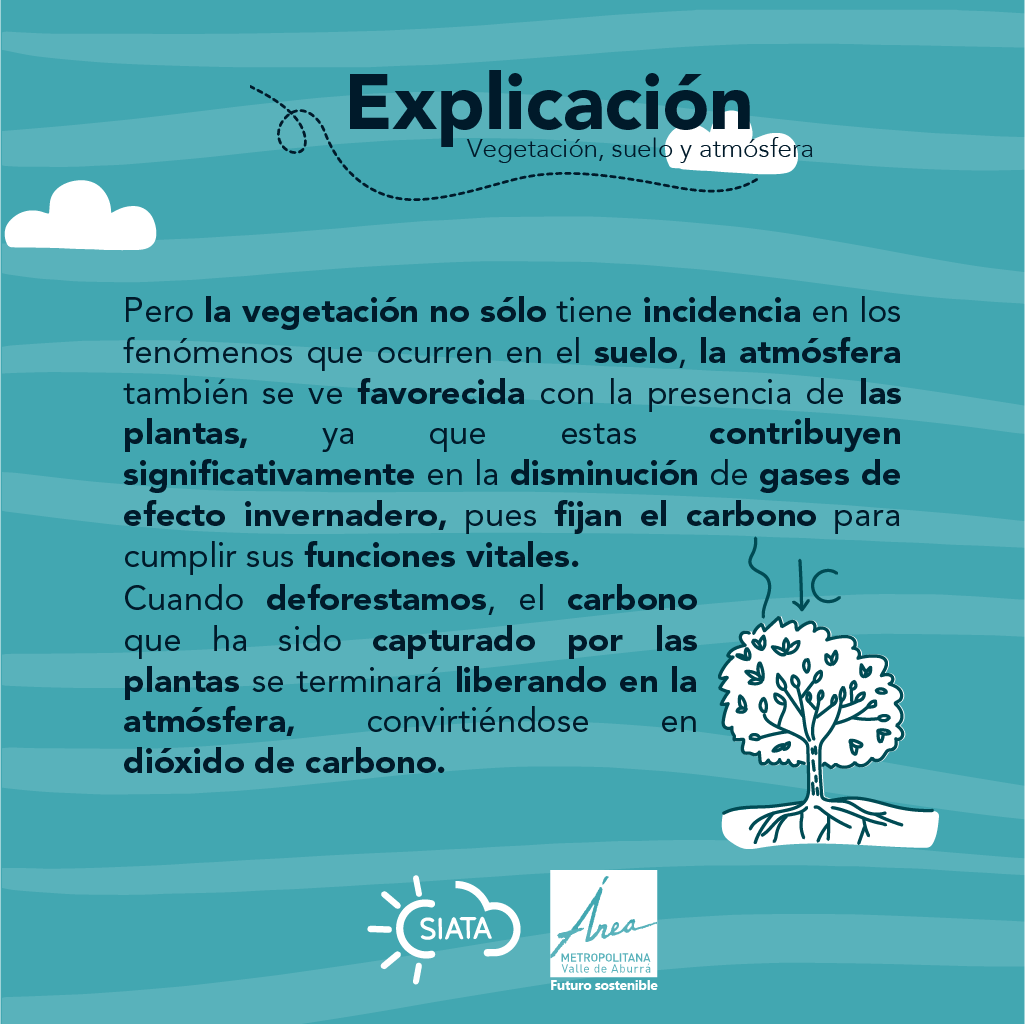 Explicación
Vegetación, suelo y atmósfera
Pero la vegetación no sólo tiene incidencia en los
fenómenos que ocurren en el suelo, la atmósfera
también se ve favorecida con la presencia de las
plantas, ya que estas contribuyen
significativamente en la disminución de gases de
efecto invernadero, pues fijan el carbono para
cumplir sus funciones vitales.
Cuando deforestamos, el carbono
que ha sido capturado por las
plantas se terminará liberando en la
atmósfera, convirtiéndose en
dióxido de carbono.
C
SIATA
Área
METROPOLITANA
Valle de Aburrá
Futuro sostenible